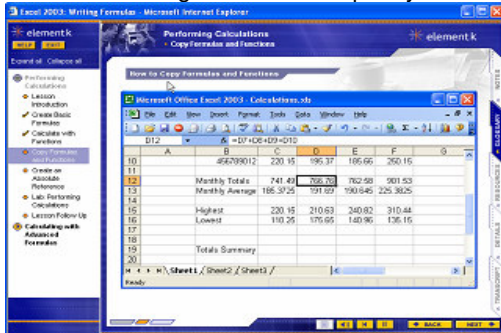 Excel 2003: Writing Formulas - Microsoft Internet Explorer
elementk
HELP EXIT
Expand all Collapse all
Performing Calculations
Lesson Introduction
Create Basic Formulas
Calculate with Functions
Copy Formulas and Functions
Create an Absolute Reference
Lab: Performing Calculations
Lesson Follow Up
Calculating with Advanced Formulas
Performing Calculations
Copy Formulas and Functions
elementk
How to Copy Formulas and Functions
Microsoft Office Excel 2003 - Calculations.xls
File Edit View Insert Format Tools Data Window Help
D12 =D7+D8+D9+D10
A B C D E F G
10 456789012 220.15 195.37 185.66 250.15
11
12 Monthly Totals 741.49 766.76 762.58 901.53
13 Monthly Average 185.3725 191.69 190.645 225.3825
14
15 Highest 220.15 210.63 240.82 310.44
16 Lowest 110.25 175.65 140.96 135.15
17
18
19 Totals Summary
20
Sheet1 Sheet2 Sheet3
Ready
NOTES
GLOSSARY
RESOURCES
DETAILS
TRANSCRIPT
BACK NEXT